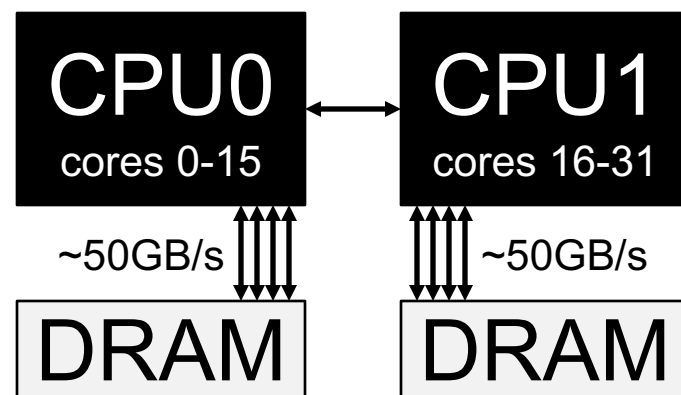 CPU0
cores 0-15
CPU1
cores 16-31
~50GB/s
~50GB/s
DRAM
DRAM